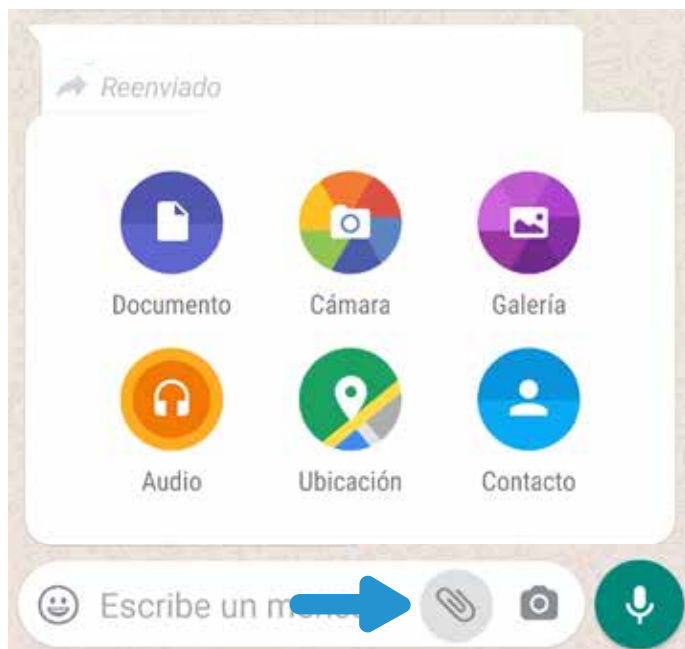 Reenviado
Documento Cámara Galería
Audio Ubicación Contacto
Escribe un